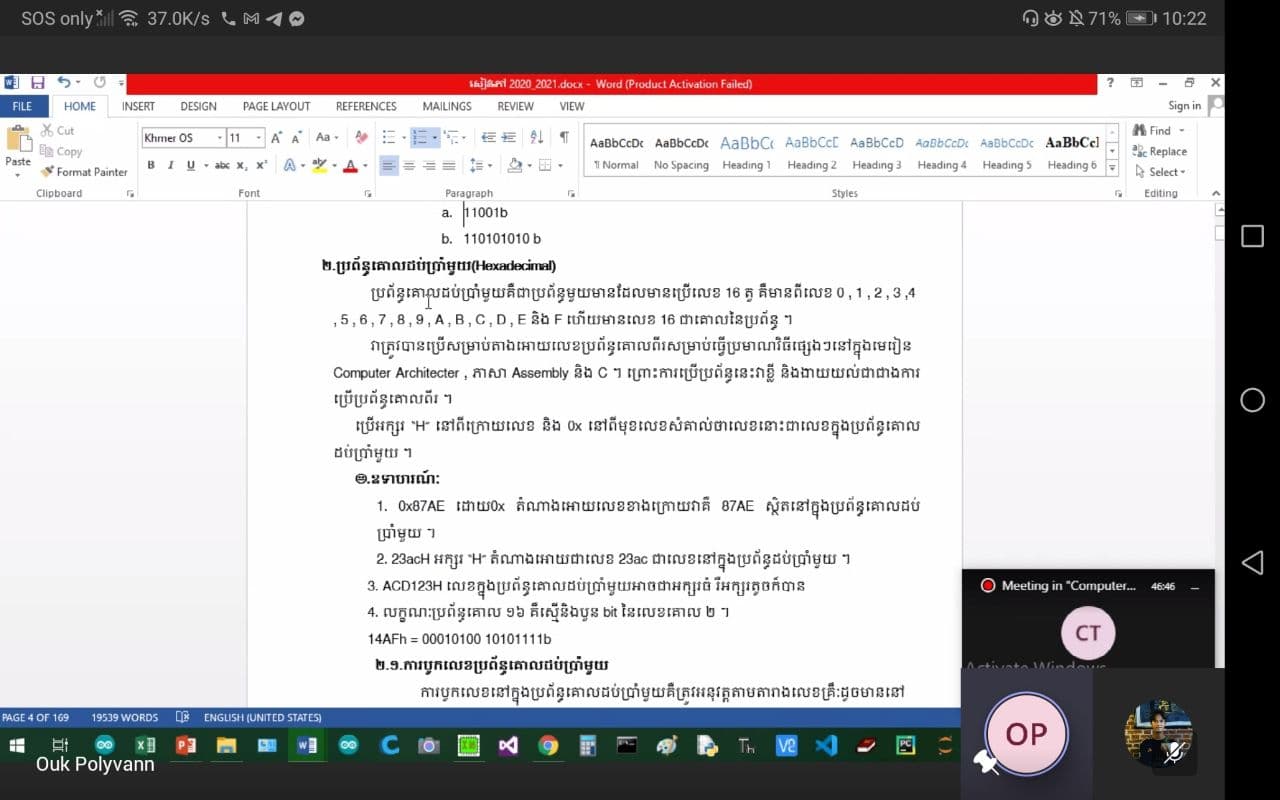 SOS only 37.0K/s 71% 10:22
សៀវភៅ 2020_2021.docx - Word (Product Activation Failed)
FILE HOME INSERT DESIGN PAGE LAYOUT REFERENCES MAILINGS REVIEW VIEW Sign in
Cut
Copy
Format Painter
Paste
Clipboard
Khmer OS 11
Font
Paragraph
AaBbCcDc AaBbCcDc AaBbC( AaBbCcD AaBbCcD AaBbCcDc AaBbCcDc AaBbCcl
¶ Normal No Spacing Heading 1 Heading 2 Heading 3 Heading 4 Heading 5 Heading 6
Styles
Find
Replace
Select
Editing
a. 11001b
b. 110101010 b
២.ប្រព័ន្ធគោលដប់ប្រាំមួយ(Hexadecimal)
ប្រព័ន្ធគោលដប់ប្រាំមួយគឺជាប្រព័ន្ធមួយមានដែលមានប្រើលេខ 16 តួ គឺមានពីលេខ 0 , 1 , 2 , 3 ,4
, 5 , 6 , 7 , 8 , 9 , A , B , C , D , E និង F ហើយមានលេខ 16 ជាគោលនៃប្រព័ន្ធ ។
វាត្រូវបានប្រើសម្រាប់តាងអោយលេខប្រព័ន្ធគោលពីរសម្រាប់ធ្វើប្រមាណវិធីផ្សេងៗនៅក្នុងមេរៀន
Computer Architecter , ភាសា Assembly និង C ។ ព្រោះការប្រើប្រព័ន្ធនេះវាខ្លី និងងាយយល់ជាជាងការ
ប្រើប្រព័ន្ធគោលពីរ ។
ប្រើអក្សរ "H" នៅពីក្រោយលេខ និង 0x នៅពីមុខលេខសំគាល់ថាលេខនោះជាលេខក្នុងប្រព័ន្ធគោល
ដប់ប្រាំមួយ ។
.ឧទាហរណ៍:
1. 0x87AE ដោយ0x តំណាងអោយលេខខាងក្រោយវាគឺ 87AE ស្ថិតនៅក្នុងប្រព័ន្ធគោលដប់
ប្រាំមួយ ។
2. 23acH អក្សរ "H" តំណាងអោយជាលេខ 23ac ជាលេខនៅក្នុងប្រព័ន្ធដប់ប្រាំមួយ ។
3. ACD123H លេខក្នុងប្រព័ន្ធគោលដប់ប្រាំមួយអាចជាអក្សរធំ រឺអក្សរតូចក៏បាន
4. លក្ខណ:ប្រព័ន្ធគោល ១៦ គឺស្មើនិងបួន bit នៃលេខគោល ២ ។
14AFh = 00010100 10101111b
២.១.ការបូកលេខប្រព័ន្ធគោលដប់ប្រាំមួយ
ការបូកលេខនៅក្នុងប្រព័ន្ធគោលដប់ប្រាំមួយគឺត្រូវអនុវត្តតាមតារាងលេខគ្រឹ:ដូចមាននៅ
Meeting in "Computer... 46:46
CT
Activate Windows
OP
PAGE 4 OF 169 19539 WORDS ENGLISH (UNITED STATES)
Ouk Polyvann